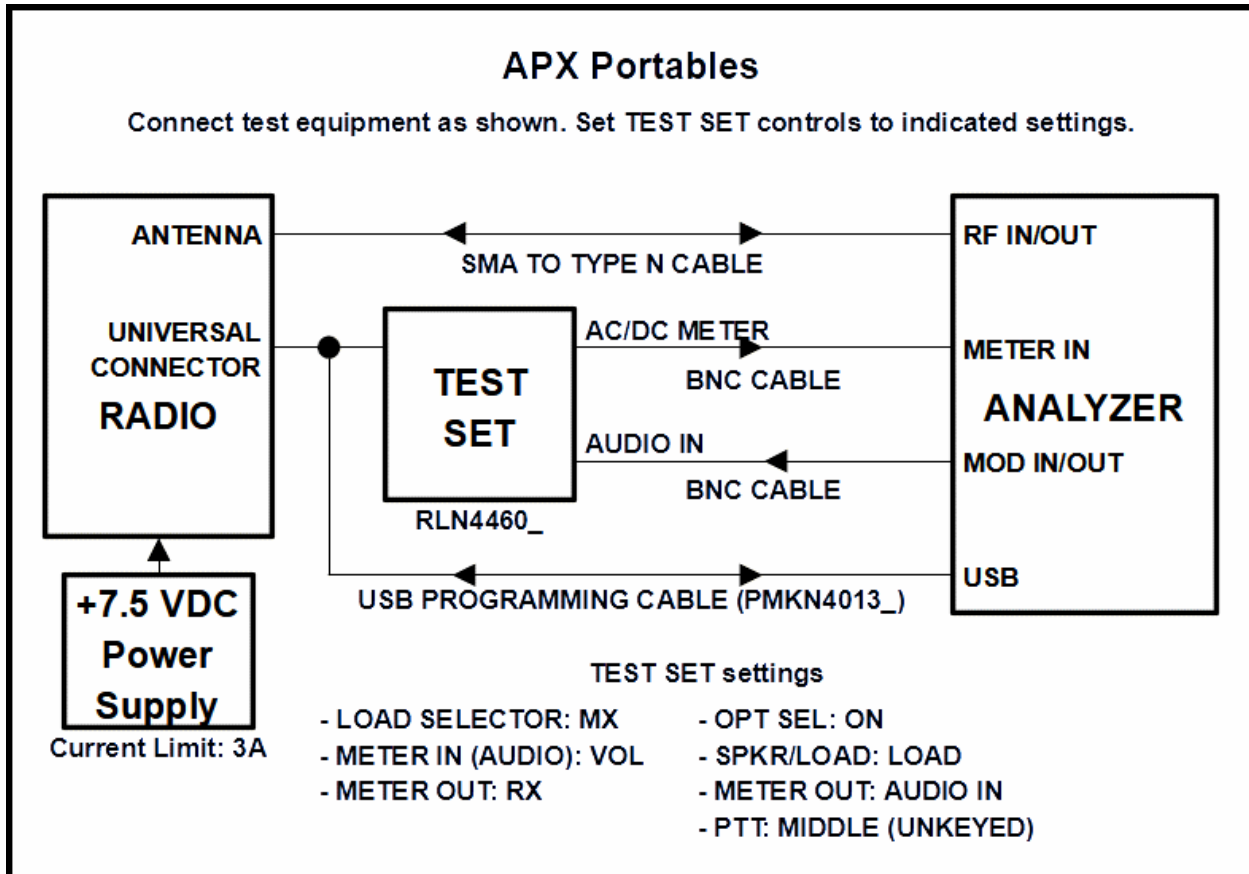 APX Portables
Connect test equipment as shown. Set TEST SET controls to indicated settings.
ANTENNA
RF IN/OUT
SMA TO TYPE N CABLE
UNIVERSAL
CONNECTOR
RADIO
TEST
SET
RLN4460_
AC/DC METER
BNC CABLE
METER IN
ANALYZER
AUDIO IN
BNC CABLE
MOD IN/OUT
USB
USB PROGRAMMING CABLE (PMKN4013_)
+7.5 VDC
Power
Supply
Current Limit: 3A
TEST SET settings
- LOAD SELECTOR: MX
- METER IN (AUDIO): VOL
- METER OUT: RX
- OPT SEL: ON
- SPKR/LOAD: LOAD
- METER OUT: AUDIO IN
- PTT: MIDDLE (UNKEYED)